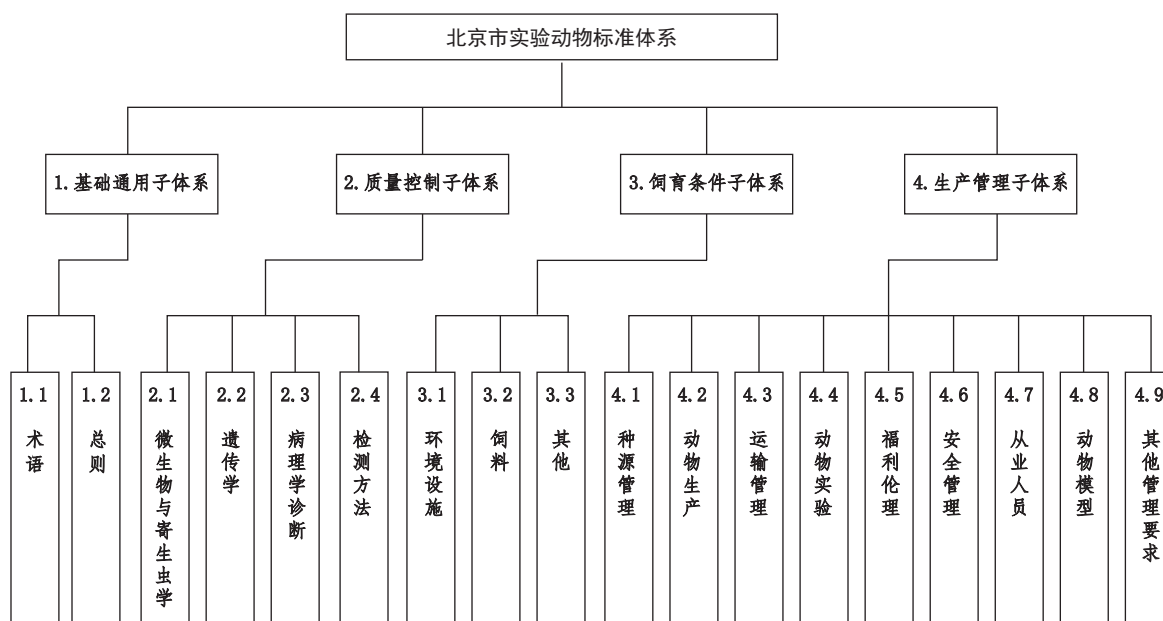 北京市实验动物标准体系
1.基础通用子体系
2.质量控制子体系
3.饲育条件子体系
4.生产管理子体系
1.1
术语
1.2
总则
2.1
微生物与寄生虫学
2.2
遗传学
2.3
病理学诊断
2.4
检测方法
3.1
环境设施
3.2
饲料
3.3
其他
4.1
种源管理
4.2
动物生产
4.3
运输管理
4.4
动物实验
4.5
福利伦理
4.6
安全管理
4.7
从业人员
4.8
动物模型
4.9
其他管理要求